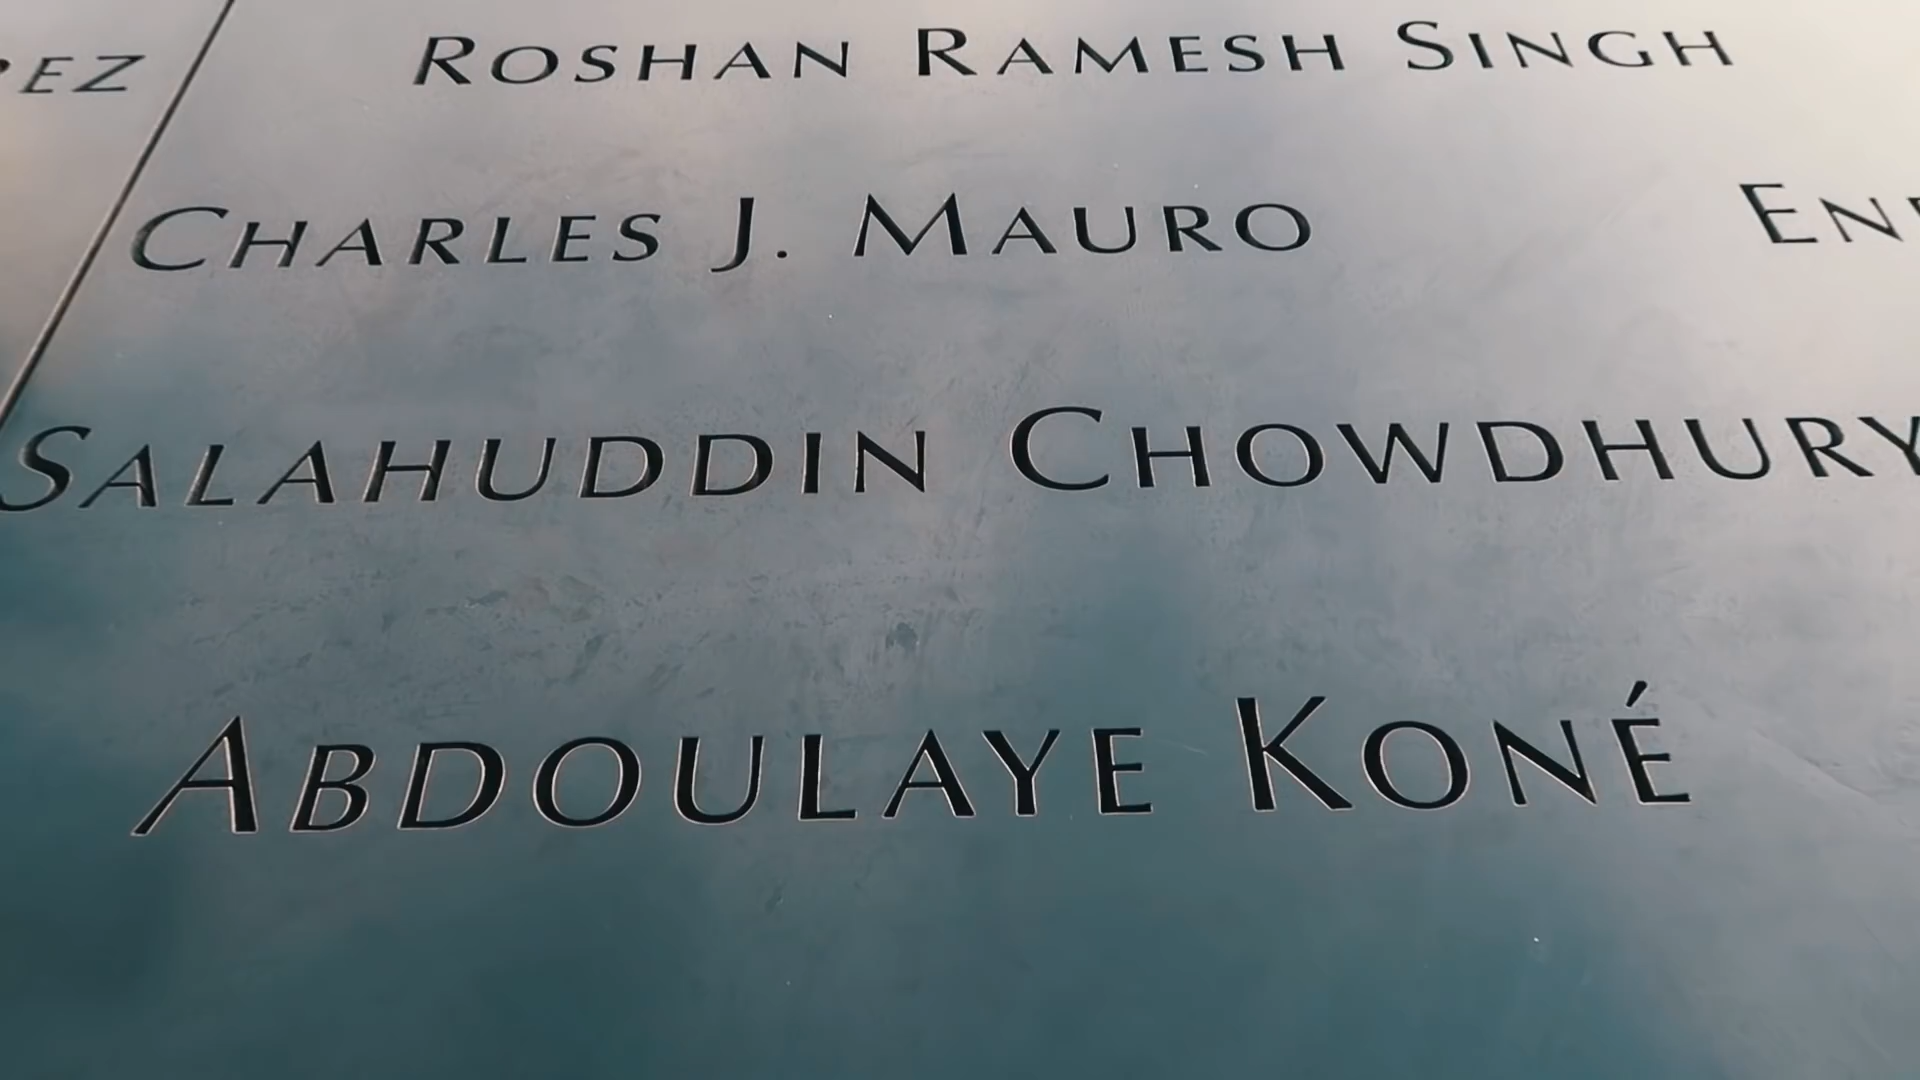 ROSHAN RAMESH SINGH
CHARLES J. MAURO
SALAHUDDIN CHOWDHURY
ABDOULAYE KONÉ